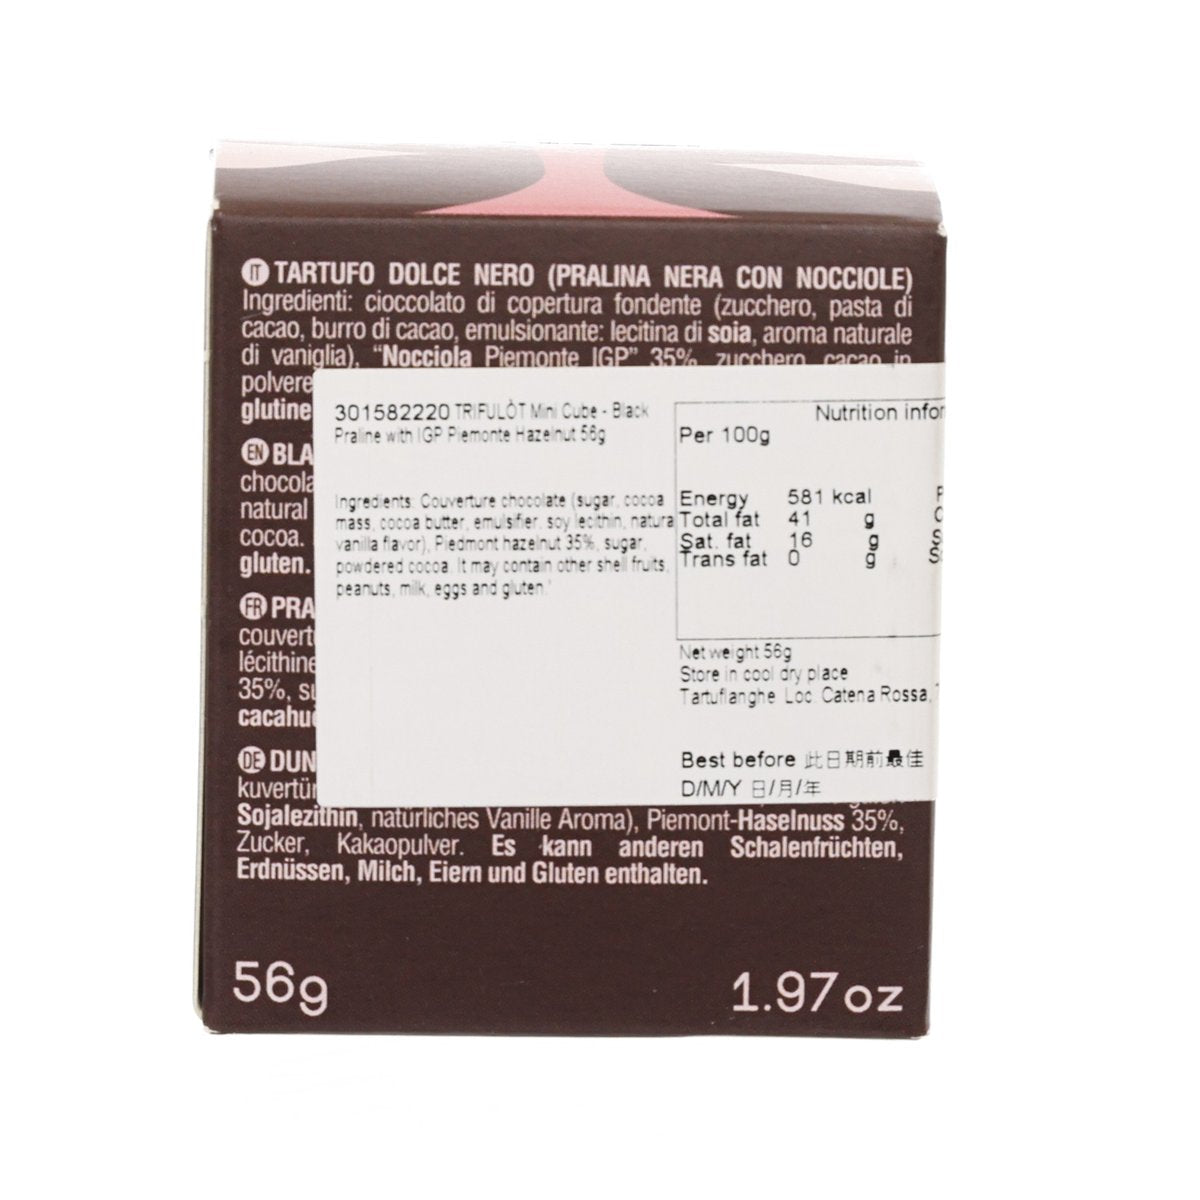 IT TARTUFO DOLCE NERO (PRALINA NERA CON NOCCIOLE)
Ingredienti: cioccolato di copertura fondente (zucchero, pasta di
cacao, burro di cacao, emulsionante: lecitina di soia, aroma naturale
di vaniglia), "Nocciola Piemonte IGP" 35%, zucchero, cacao in
polvere
glutine
EN BLA
chocola
natural
cocoa.
gluten.
FR PRA
couvert
lécithine
35%, su
cacahu
DE DUN
kuvertür
Sojalezithin, natürliches Vanille Aroma), Piemont-Haselnuss 35%,
Zucker, Kakaopulver. Es kann anderen Schalenfrüchten,
Erdnüssen, Milch, Eiern und Gluten enthalten.
56g
1.97oz
301582220 TRIFULÒT Mini Cube - Black
Praline with IGP Piemonte Hazelnut 56g
Ingredients: Couverture chocolate (sugar, cocoa
mass, cocoa butter, emulsifier: soy lecithin, natura
vanilla flavor), Piedmont hazelnut 35%, sugar,
powdered cocoa. It may contain other shell fruits,
peanuts, milk, eggs and gluten.'
Nutrition infor
Per 100g
Energy 581 kcal
Total fat 41 g
Sat. fat 16 g
Trans fat 0 g
Net weight 56g
Store in cool dry place
Tartuflanghe Loc. Catena Rossa,
Best before 此日期前最佳
D/M/Y 日/月/年